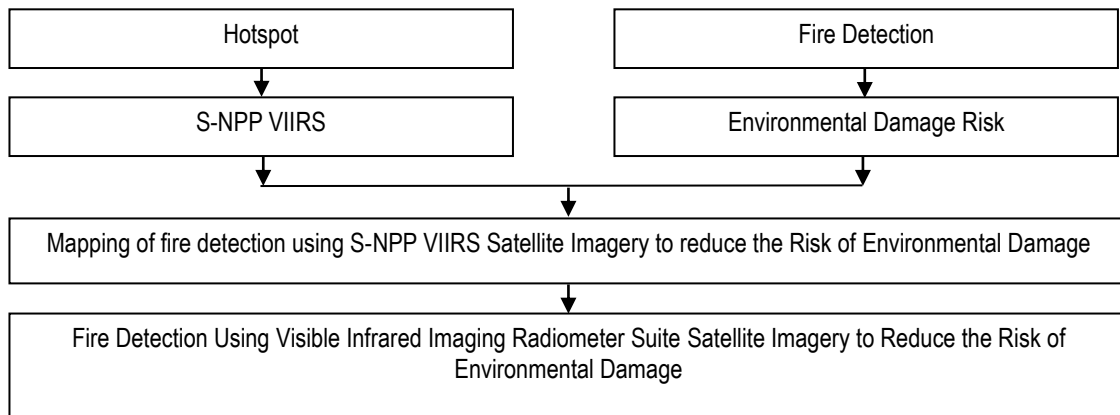 Hotspot
Fire Detection
S-NPP VIIRS
Environmental Damage Risk
Mapping of fire detection using S-NPP VIIRS Satellite Imagery to reduce the Risk of Environmental Damage
Fire Detection Using Visible Infrared Imaging Radiometer Suite Satellite Imagery to Reduce the Risk of
Environmental Damage